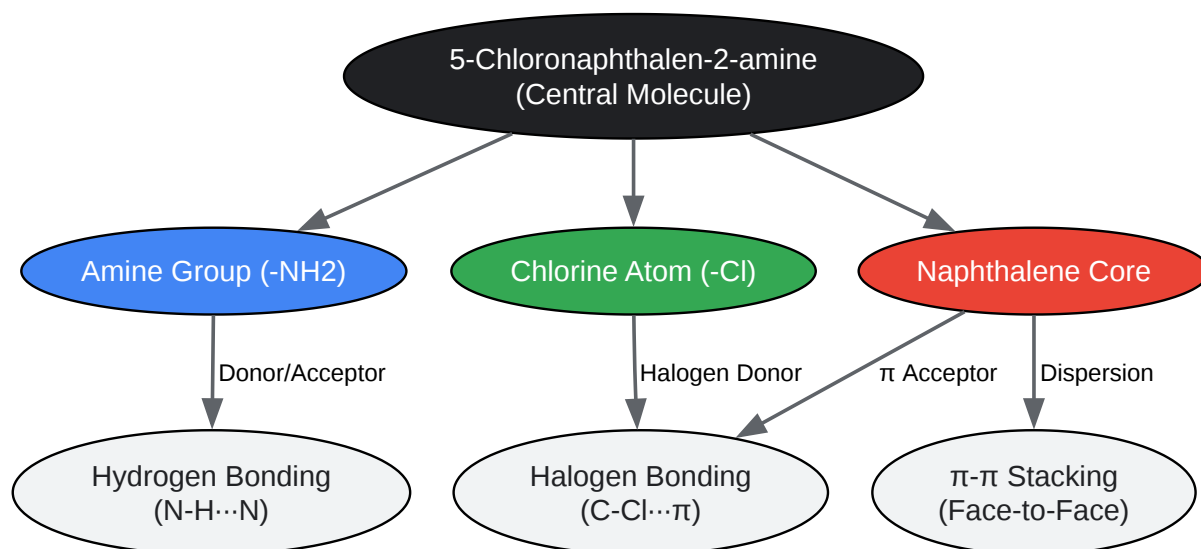 5-Chloronaphthalen-2-amine
(Central Molecule)
Amine Group (-NH2)
Chlorine Atom (-Cl)
Naphthalene Core
Donor/Acceptor
Halogen Donor
π Acceptor
Dispersion
Hydrogen Bonding
(N-H···N)
Halogen Bonding
(C-Cl···π)
π-π Stacking
(Face-to-Face)